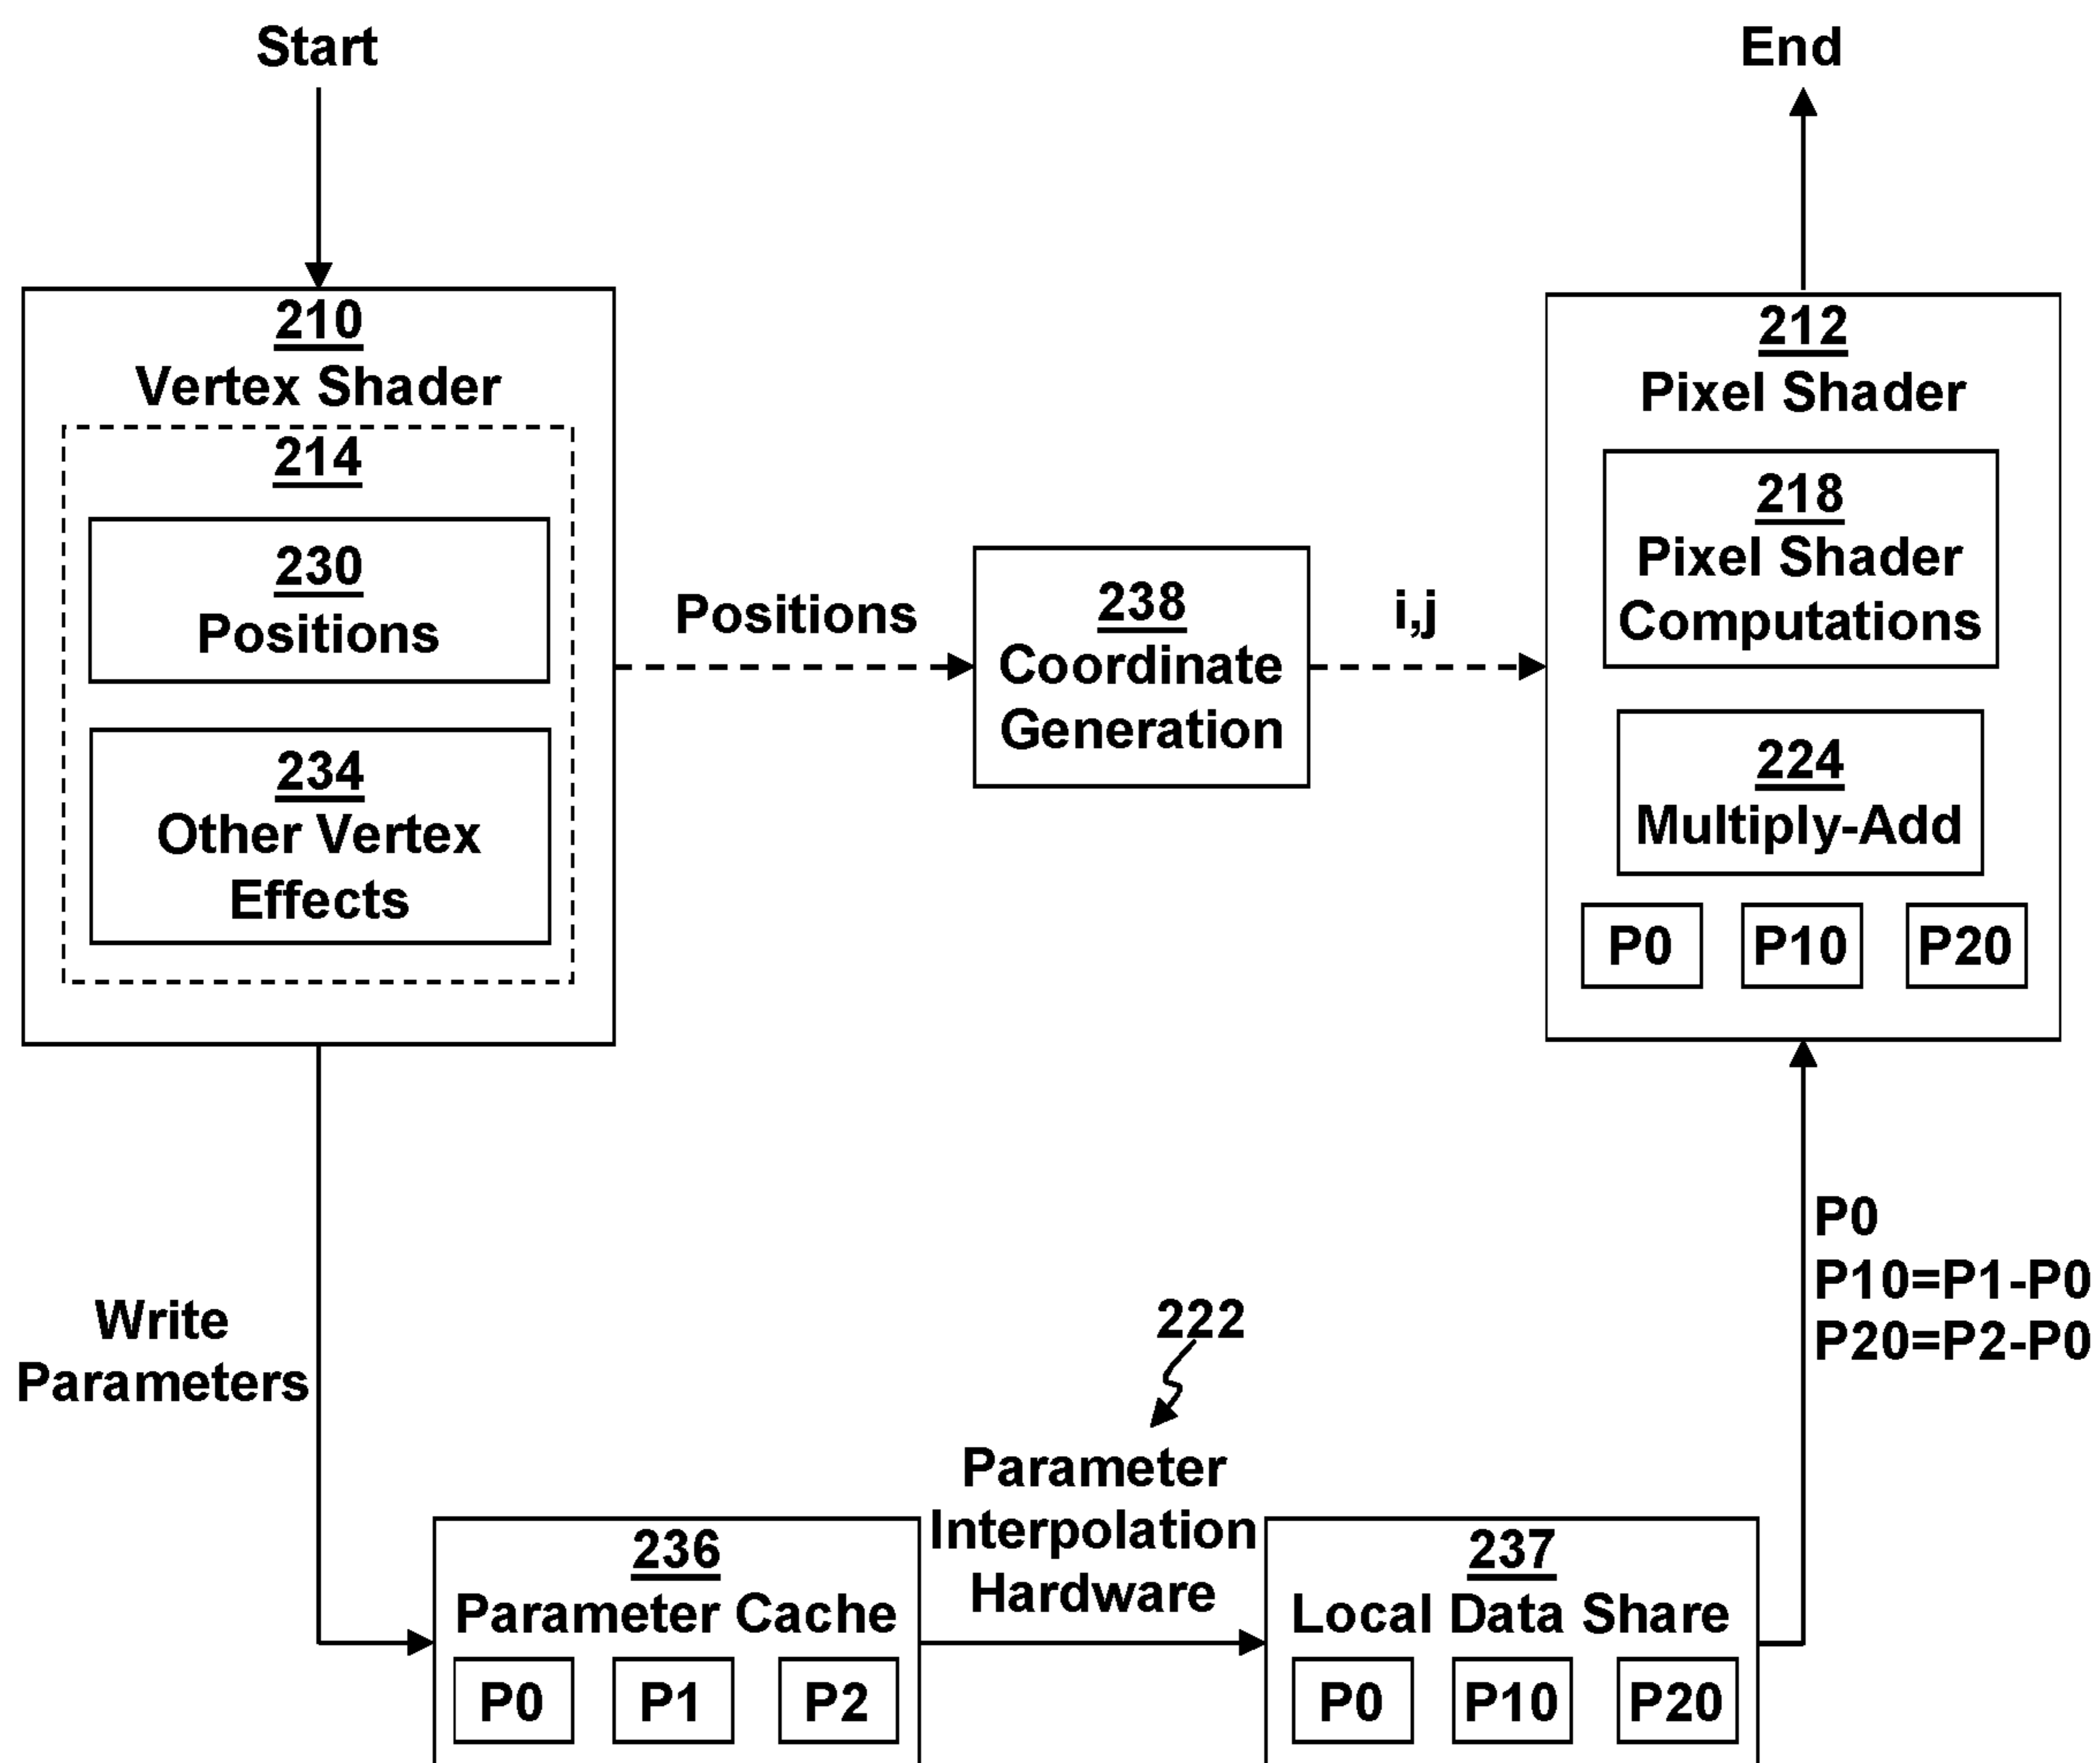 Start
End
210
Vertex Shader
214
230
Positions
234
Other Vertex
Effects
Positions
238
Coordinate
Generation
i,j
212
Pixel Shader
218
Pixel Shader
Computations
224
Multiply-Add
P0
P10
P20
Write
Parameters
236
Parameter Cache
P0
P1
P2
222
Parameter
Interpolation
Hardware
237
Local Data Share
P0
P10
P20
P0
P10=P1-P0
P20=P2-P0